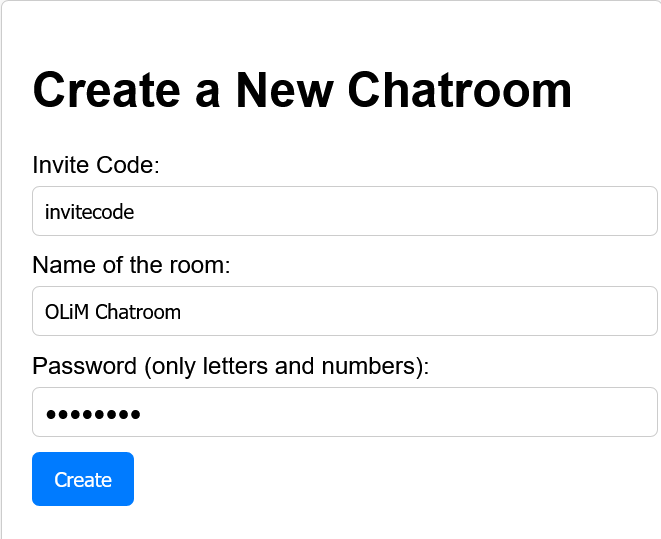 Create a New Chatroom
Invite Code:
invitecode
Name of the room:
OLiM Chatroom
Password (only letters and numbers):
●●●●●●●●
Create